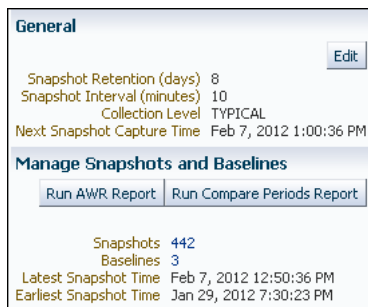 General
Edit
Snapshot Retention (days) 8
Snapshot Interval (minutes) 10
Collection Level TYPICAL
Next Snapshot Capture Time Feb 7, 2012 1:00:36 PM
Manage Snapshots and Baselines
Run AWR Report Run Compare Periods Report
Snapshots 442
Baselines 3
Latest Snapshot Time Feb 7, 2012 12:50:36 PM
Earliest Snapshot Time Jan 29, 2012 7:30:23 PM